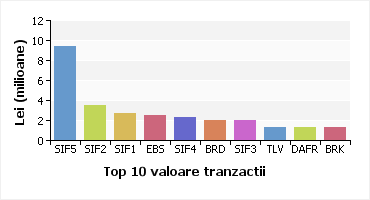 Lei (milioane)
12
10
8
6
4
2
0
SIF5 SIF2 SIF1 EBS SIF4 BRD SIF3 TLV DAFR BRK
Top 10 valoare tranzactii